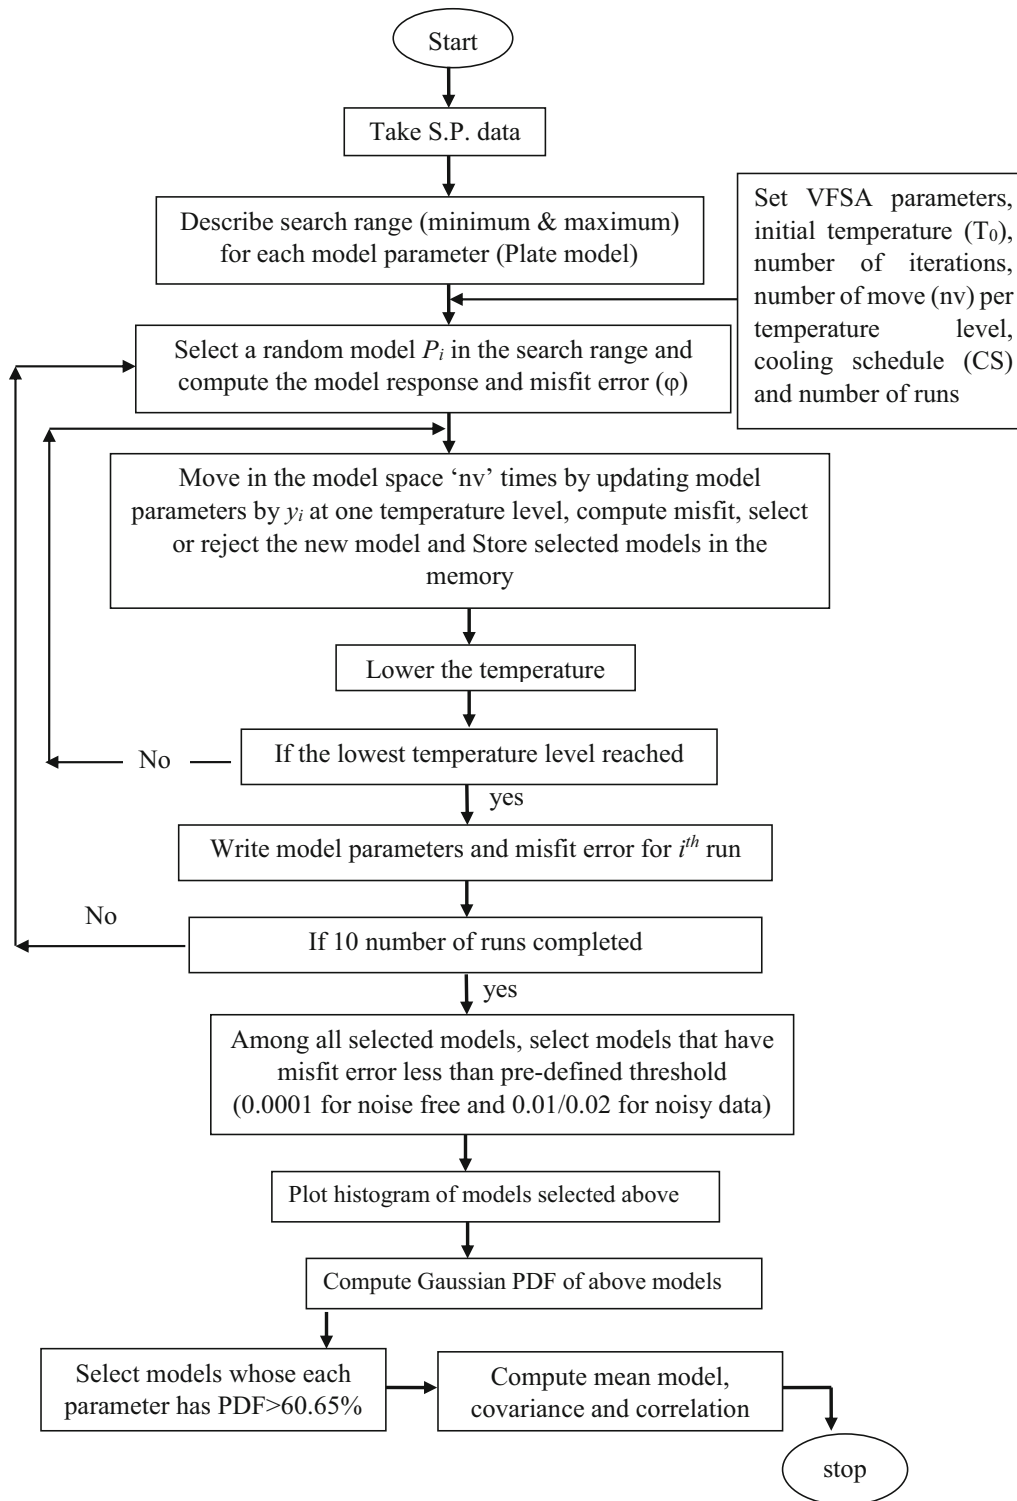 Start
Take S.P. data
Describe search range (minimum & maximum)
for each model parameter (Plate model)
Set VFSA parameters,
initial temperature (T₀),
number of iterations,
number of move (nv) per
temperature level,
cooling schedule (CS)
and number of runs
Select a random model Pᵢ in the search range and
compute the model response and misfit error (φ)
Move in the model space ‘nv’ times by updating model
parameters by yᵢ at one temperature level, compute misfit, select
or reject the new model and Store selected models in the
memory
Lower the temperature
If the lowest temperature level reached
No
yes
Write model parameters and misfit error for iᵗʰ run
No
If 10 number of runs completed
yes
Among all selected models, select models that have
misfit error less than pre-defined threshold
(0.0001 for noise free and 0.01/0.02 for noisy data)
Plot histogram of models selected above
Compute Gaussian PDF of above models
Select models whose each
parameter has PDF>60.65%
Compute mean model,
covariance and correlation
stop